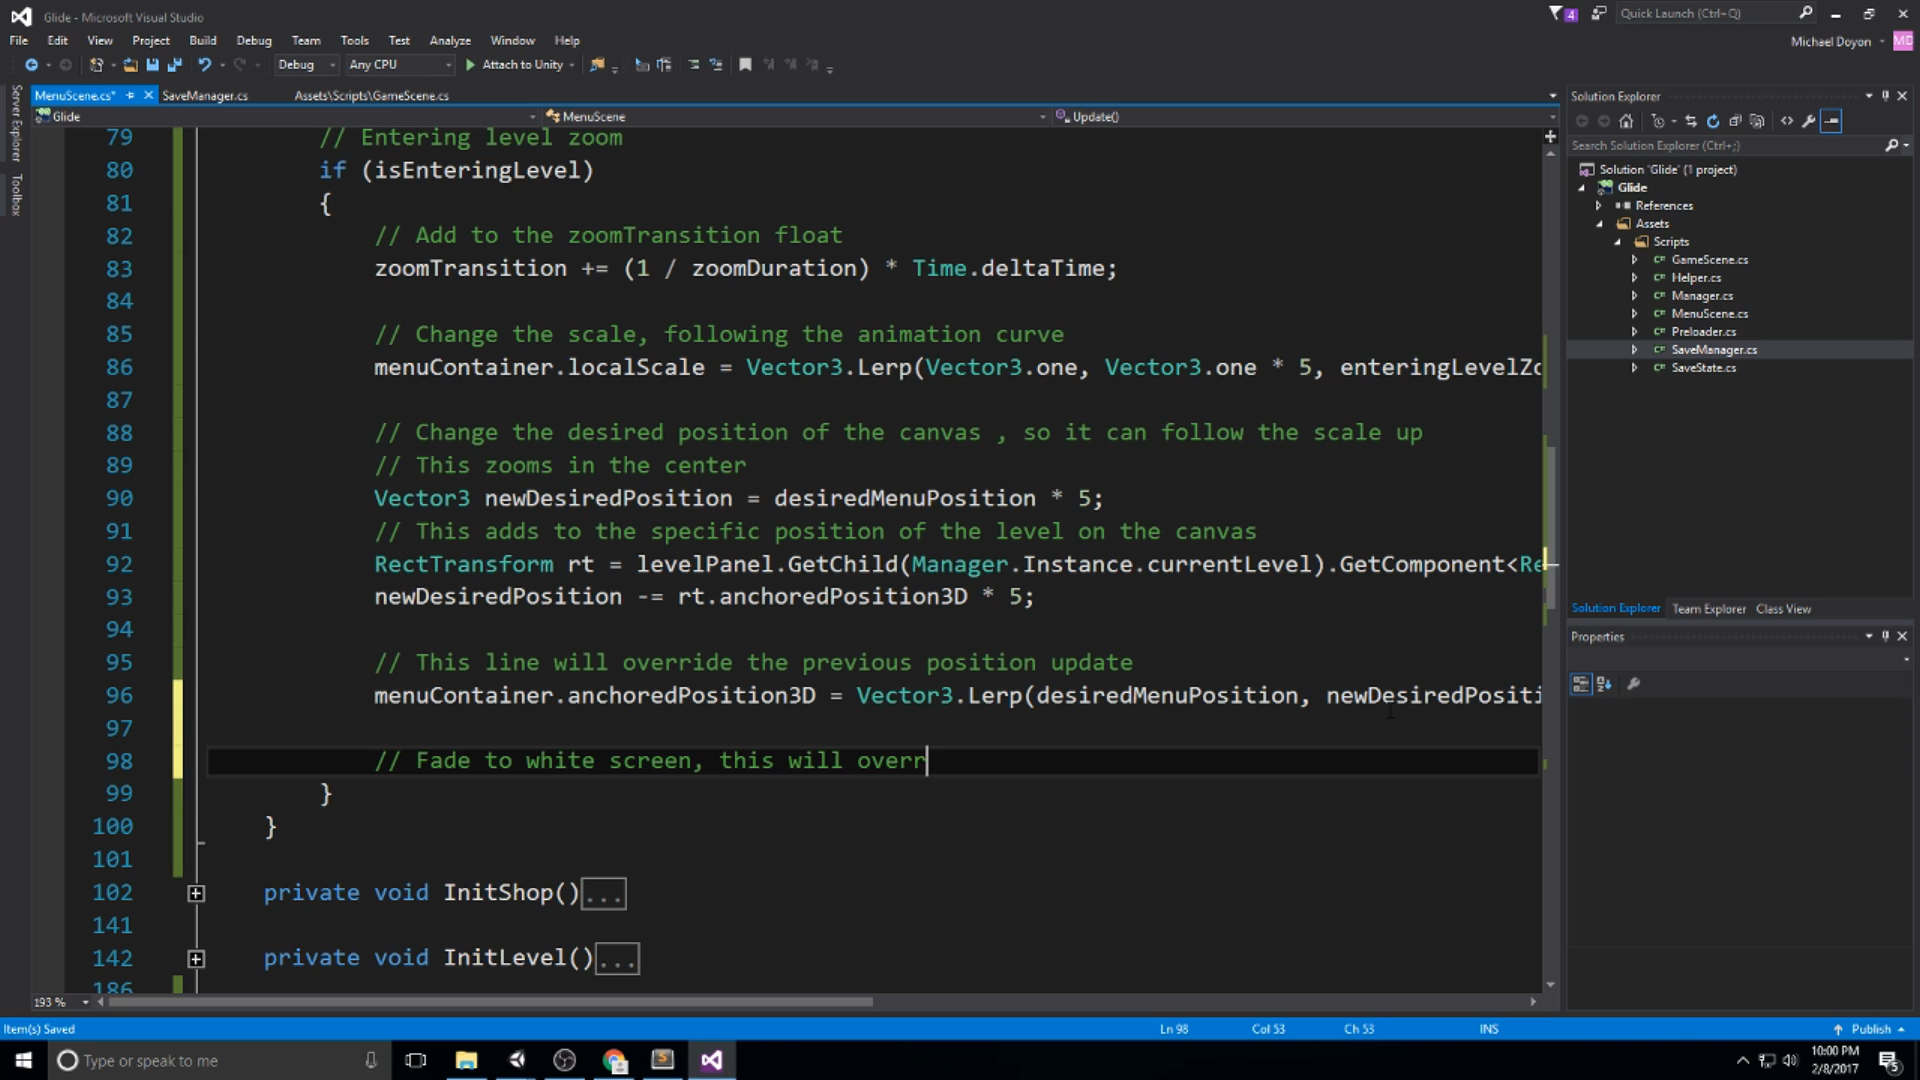 Glide - Microsoft Visual Studio
4
Quick Launch (Ctrl+Q)
File Edit View Project Build Debug Team Tools Test Analyze Window Help
Michael Doyon
MD
Debug Any CPU Attach to Unity
MenuScene.cs* SaveManager.cs Assets\Scripts\GameScene.cs
Glide MenuScene Update()
Server Explorer
Toolbox
79 // Entering level zoom
80 if (isEnteringLevel)
81 {
82 // Add to the zoomTransition float
83 zoomTransition += (1 / zoomDuration) * Time.deltaTime;
84
85 // Change the scale, following the animation curve
86 menuContainer.localScale = Vector3.Lerp(Vector3.one, Vector3.one * 5, enteringLevelZo
87
88 // Change the desired position of the canvas , so it can follow the scale up
89 // This zooms in the center
90 Vector3 newDesiredPosition = desiredMenuPosition * 5;
91 // This adds to the specific position of the level on the canvas
92 RectTransform rt = levelPanel.GetChild(Manager.Instance.currentLevel).GetComponent<Re
93 newDesiredPosition -= rt.anchoredPosition3D * 5;
94
95 // This line will override the previous position update
96 menuContainer.anchoredPosition3D = Vector3.Lerp(desiredMenuPosition, newDesiredPositi
97
98 // Fade to white screen, this will overr
99 }
100 }
101
102 private void InitShop()...
141
142 private void InitLevel()...
186
193 %
Solution Explorer
Search Solution Explorer (Ctrl+;)
Solution 'Glide' (1 project)
Glide
References
Assets
Scripts
GameScene.cs
Helper.cs
Manager.cs
MenuScene.cs
Preloader.cs
SaveManager.cs
SaveState.cs
Solution Explorer Team Explorer Class View
Properties
Item(s) Saved Ln 98 Col 53 Ch 53 INS Publish
Type or speak to me
10:00 PM
2/8/2017
5